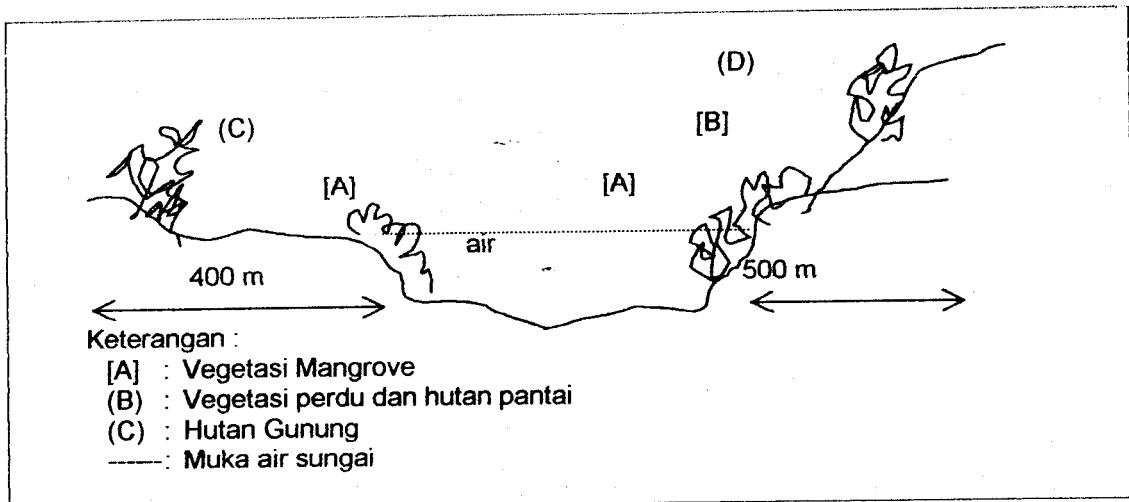 (D)
(C) [B]
[A] [A]
air
400 m 500 m
Keterangan :
[A] : Vegetasi Mangrove
(B) : Vegetasi perdu dan hutan pantai
(C) : Hutan Gunung
------: Muka air sungai